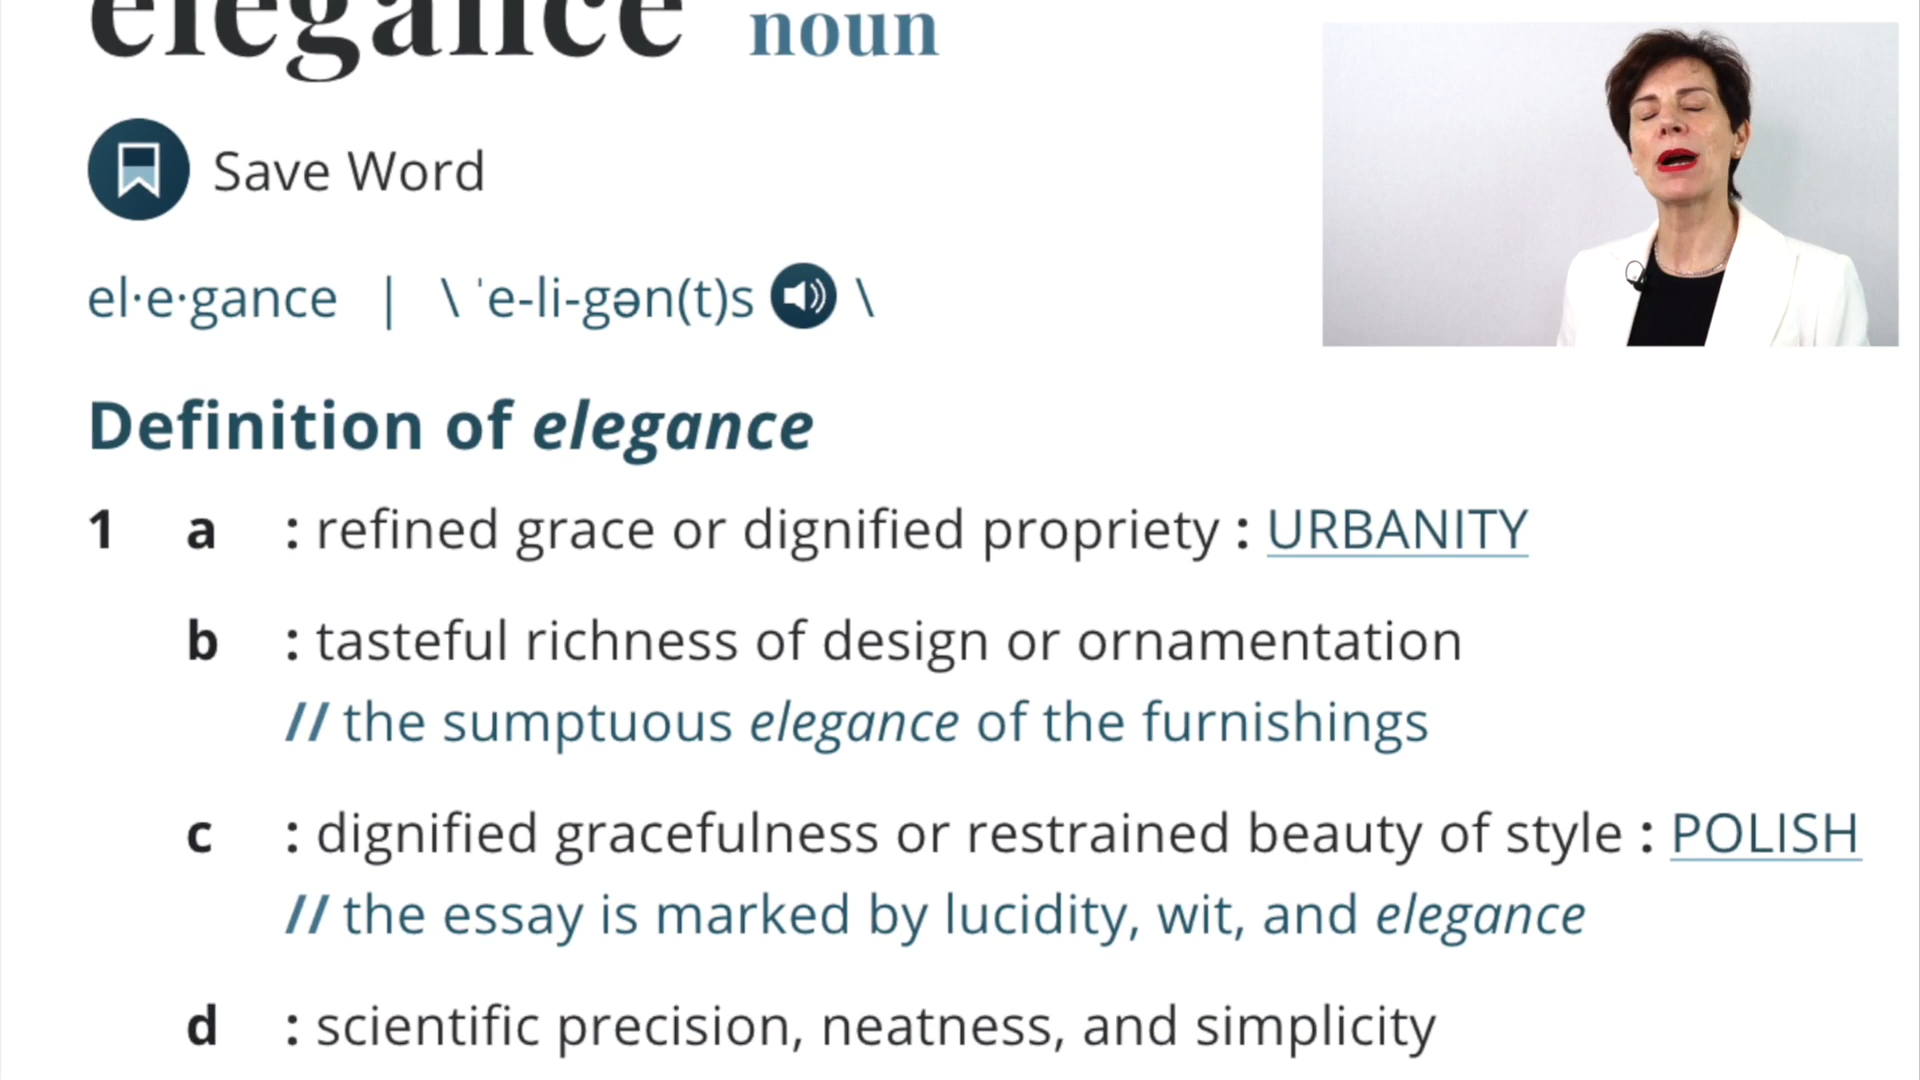 elegance noun
Save Word
el·e·gance | \ ˈe-li-gən(t)s \
Definition of elegance
1 a : refined grace or dignified propriety : URBANITY
b : tasteful richness of design or ornamentation
// the sumptuous elegance of the furnishings
c : dignified gracefulness or restrained beauty of style : POLISH
// the essay is marked by lucidity, wit, and elegance
d : scientific precision, neatness, and simplicity